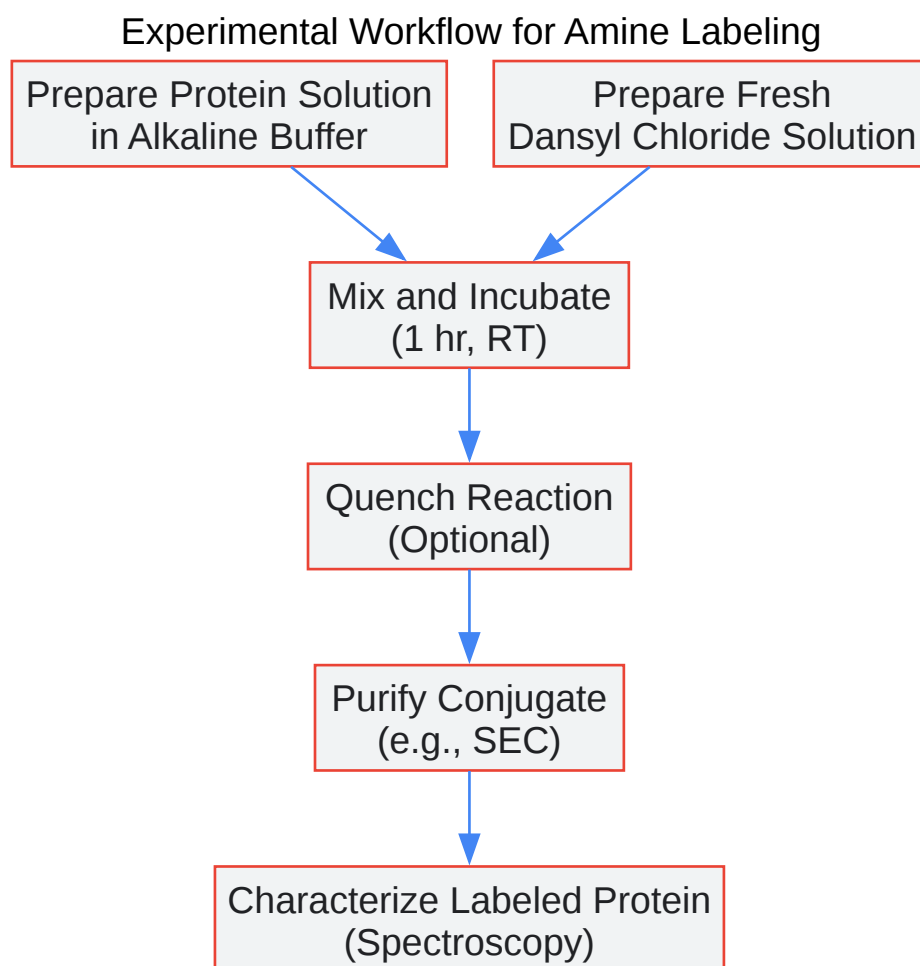 Experimental Workflow for Amine Labeling
Prepare Protein Solution
in Alkaline Buffer
Prepare Fresh
Dansyl Chloride Solution
Mix and Incubate
(1 hr, RT)
Quench Reaction
(Optional)
Purify Conjugate
(e.g., SEC)
Characterize Labeled Protein
(Spectroscopy)